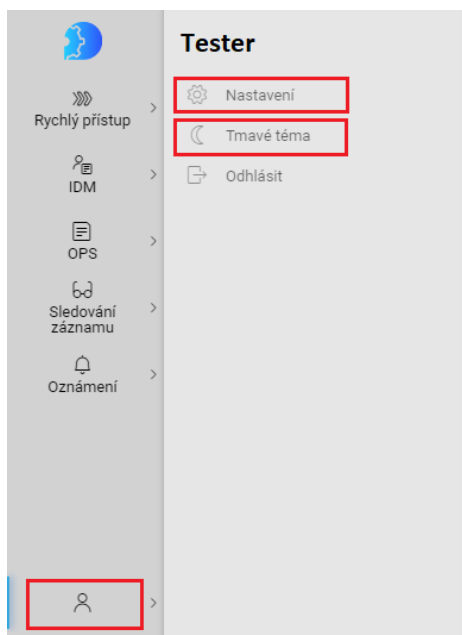 Tester
Rychlý přístup
IDM
OPS
Sledování
záznamu
Oznámení
Nastavení
Tmavé téma
Odhlásit